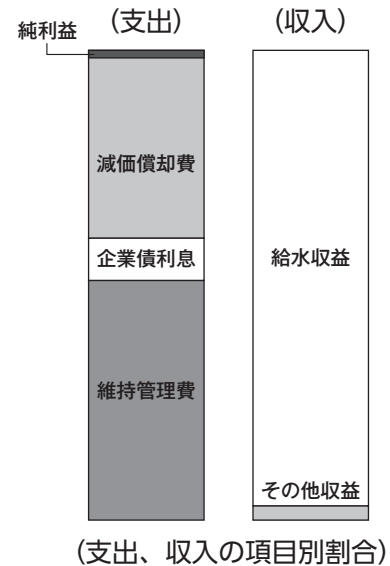 (支出)
(収入)
純利益
減価償却費
企業債利息
給水収益
維持管理費
その他収益
(支出、収入の項目別割合)